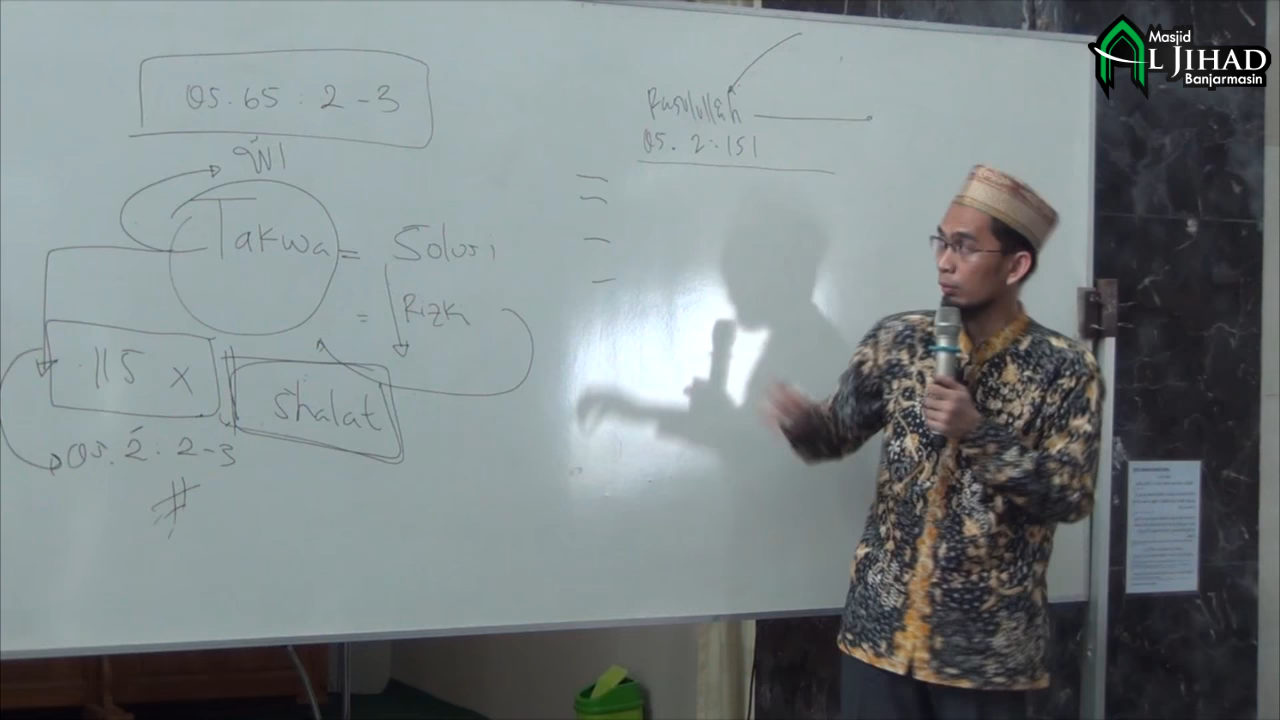 QS. 65 : 2 - 3
Takwa = Solusi
= Rizki
115 x
Shalat
QS. 2 : 2 - 3
#
Rasulullah
QS. 2 : 151
Masjid
AL JIHAD
Banjarmasin